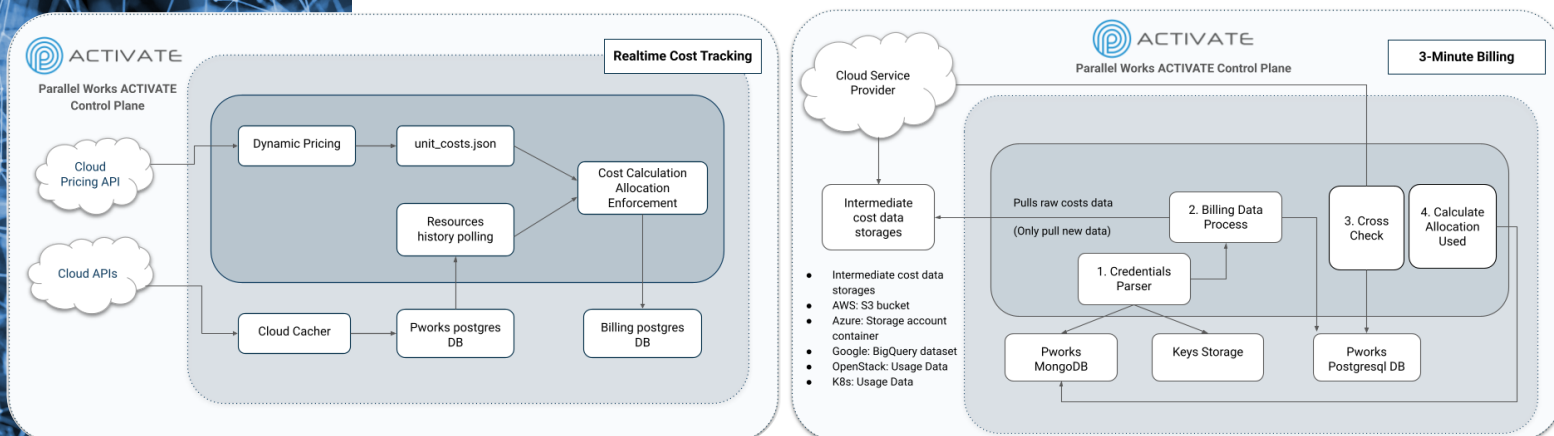 ACTIVATE
Parallel Works ACTIVATE
Control Plane
Realtime Cost Tracking
Cloud
Pricing API
Dynamic Pricing
unit_costs.json
Cost Calculation
Allocation
Enforcement
Resources
history polling
Cloud APIs
Cloud Cacher
Pworks postgres
DB
Billing postgres
DB
ACTIVATE
Parallel Works ACTIVATE Control Plane
3-Minute Billing
Cloud Service
Provider
Intermediate
cost data
storages
Pulls raw costs data
(Only pull new data)
2. Billing Data
Process
3. Cross
Check
4. Calculate
Allocation
Used
1. Credentials
Parser
● Intermediate cost data
storages
● AWS: S3 bucket
● Azure: Storage account
container
● Google: BigQuery dataset
● OpenStack: Usage Data
● K8s: Usage Data
Pworks
MongoDB
Keys Storage
Pworks
Postgresql DB